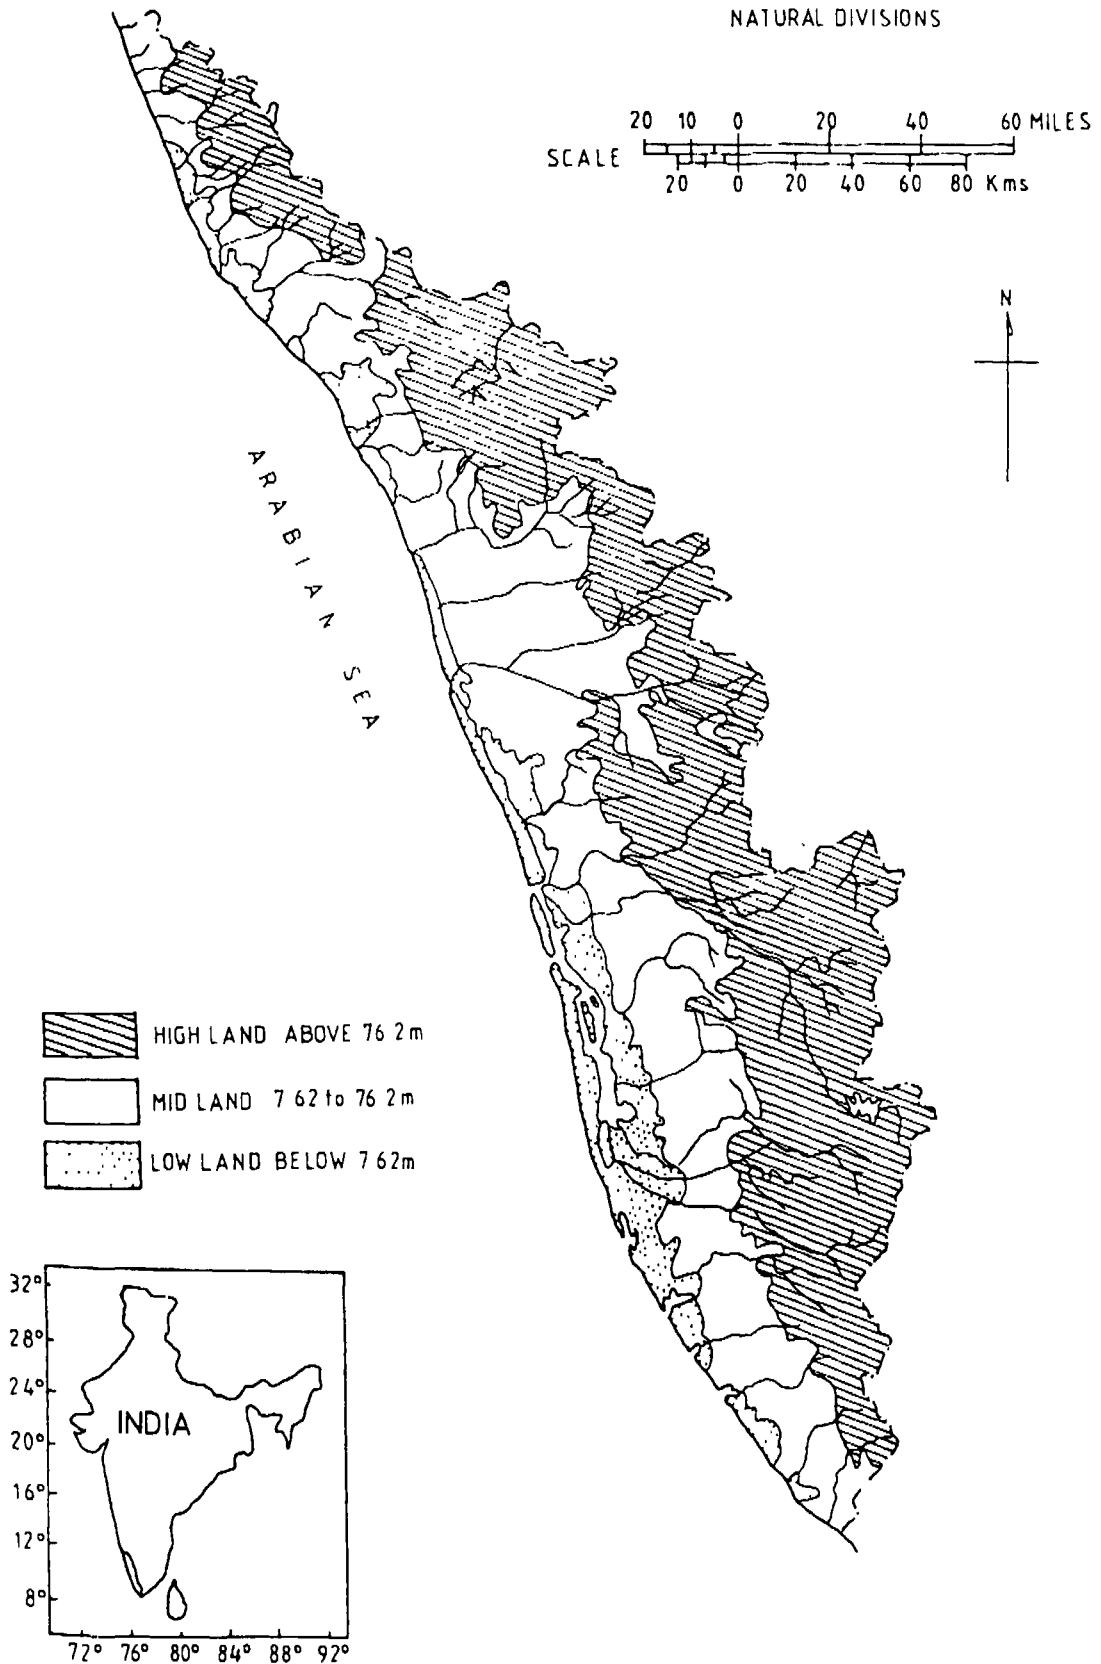 NATURAL DIVISIONS
20 10 0 20 40 60 MILES
SCALE
20 0 20 40 60 80 Kms
N
ARABIAN SEA
HIGH LAND ABOVE 76 2m
MID LAND 7 62 to 76 2m
LOW LAND BELOW 7 62m
32°
28°
24°
INDIA
20°
16°
12°
8°
72° 76° 80° 84° 88° 92°